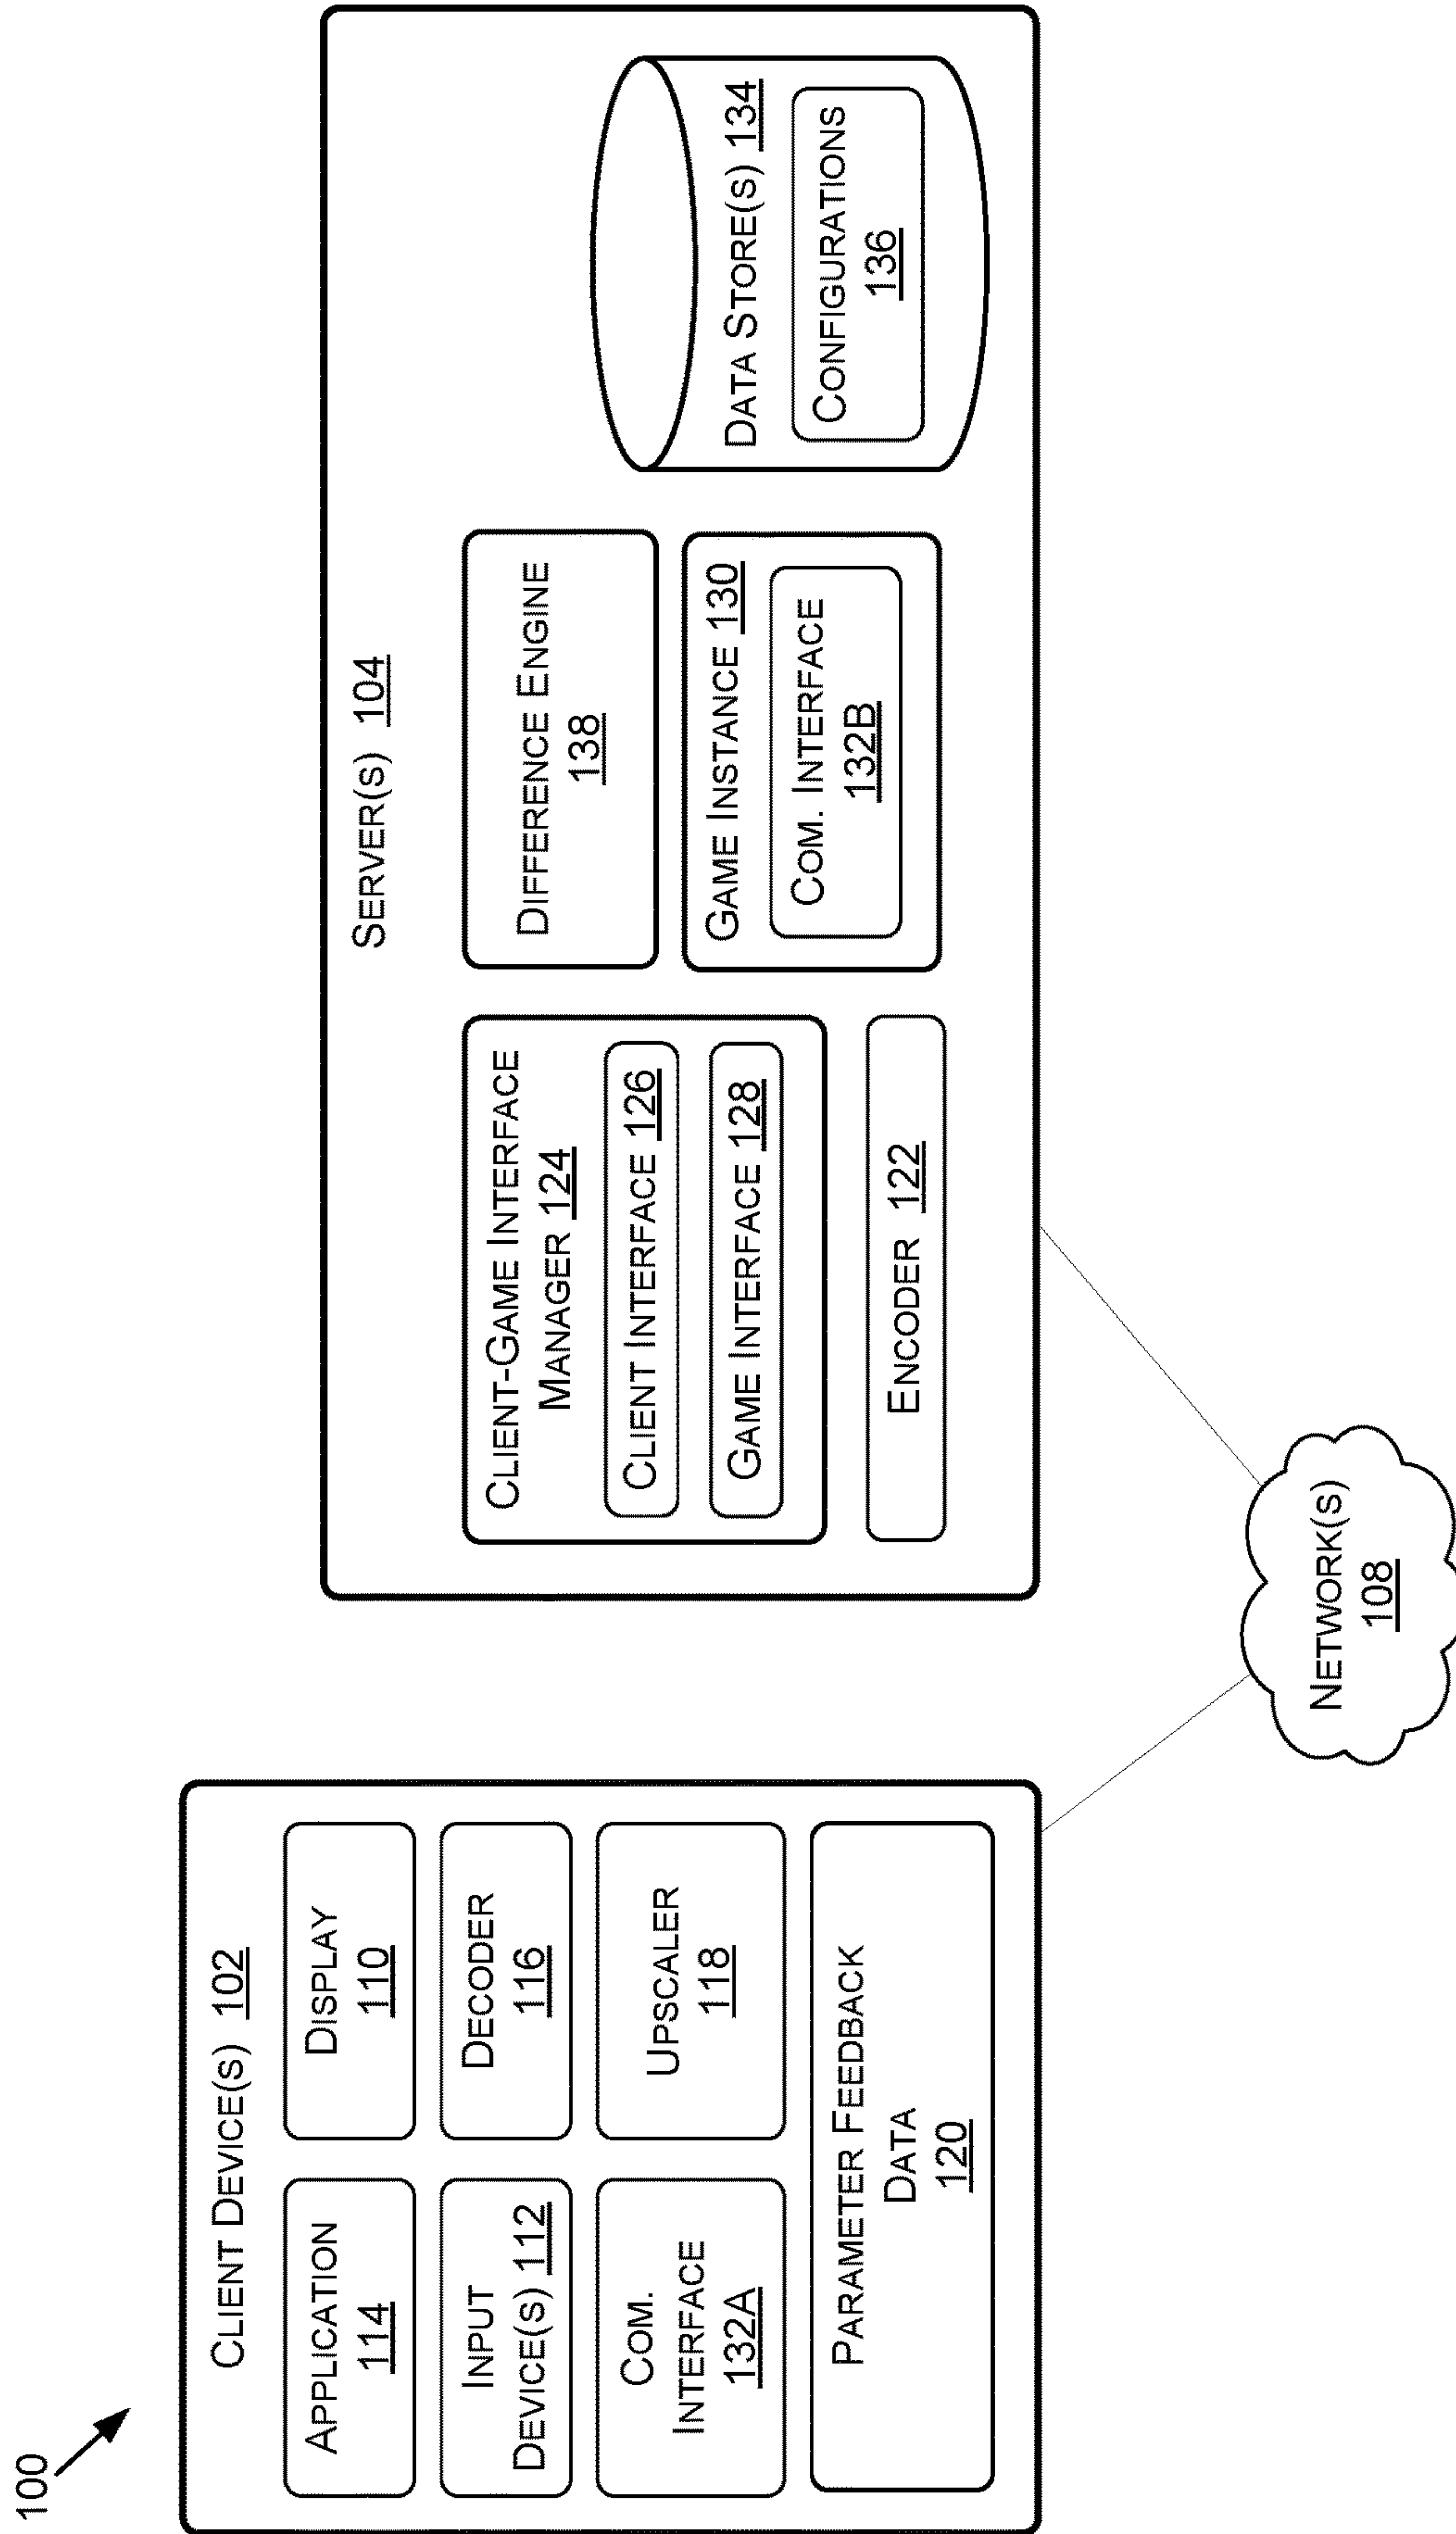 100
CLIENT DEVICE(S) 102
APPLICATION
114
DISPLAY
110
INPUT
DEVICE(S) 112
DECODER
116
COM.
INTERFACE
132A
UPSCALER
118
PARAMETER FEEDBACK
DATA
120
SERVER(S) 104
CLIENT-GAME INTERFACE
MANAGER 124
CLIENT INTERFACE 126
GAME INTERFACE 128
ENCODER 122
DIFFERENCE ENGINE
138
GAME INSTANCE 130
COM. INTERFACE
132B
DATA STORE(S) 134
CONFIGURATIONS
136
NETWORK(S)
108